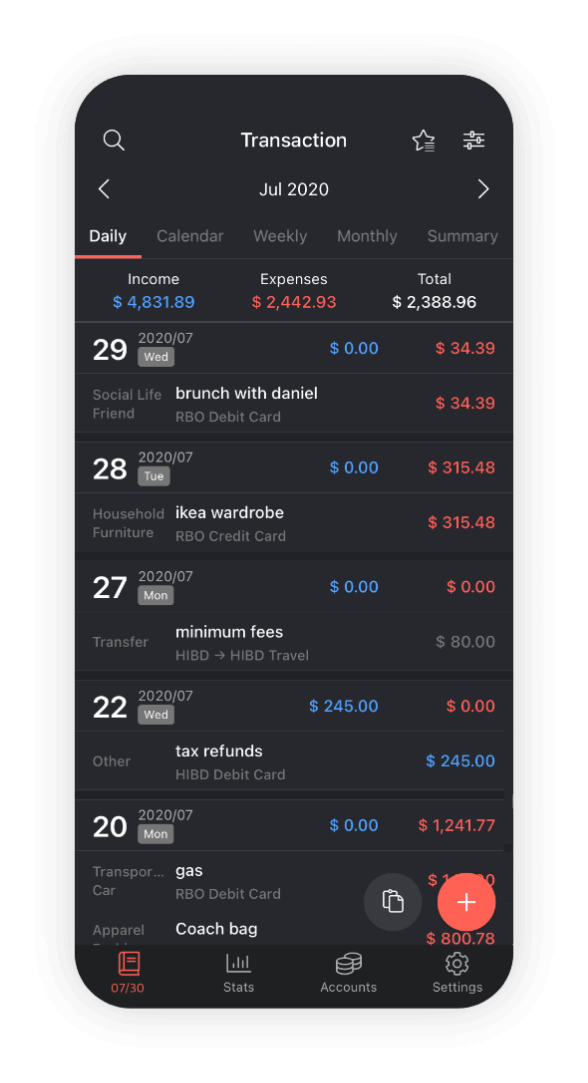 Transaction
Jul 2020
Daily Calendar Weekly Monthly Summary
Income Expenses Total
$ 4,831.89 $ 2,442.93 $ 2,388.96
29 2020/07 Wed $ 0.00 $ 34.39
Social Life brunch with daniel
Friend RBO Debit Card $ 34.39
28 2020/07 Tue $ 0.00 $ 315.48
Household ikea wardrobe
Furniture RBO Credit Card $ 315.48
27 2020/07 Mon $ 0.00 $ 0.00
Transfer minimum fees $ 80.00
HIBD → HIBD Travel
22 2020/07 Wed $ 245.00 $ 0.00
Other tax refunds $ 245.00
HIBD Debit Card
20 2020/07 Mon $ 0.00 $ 1,241.77
Transpor... gas
Car RBO Debit Card
Apparel Coach bag
$ 800.78
07/30 Stats Accounts Settings